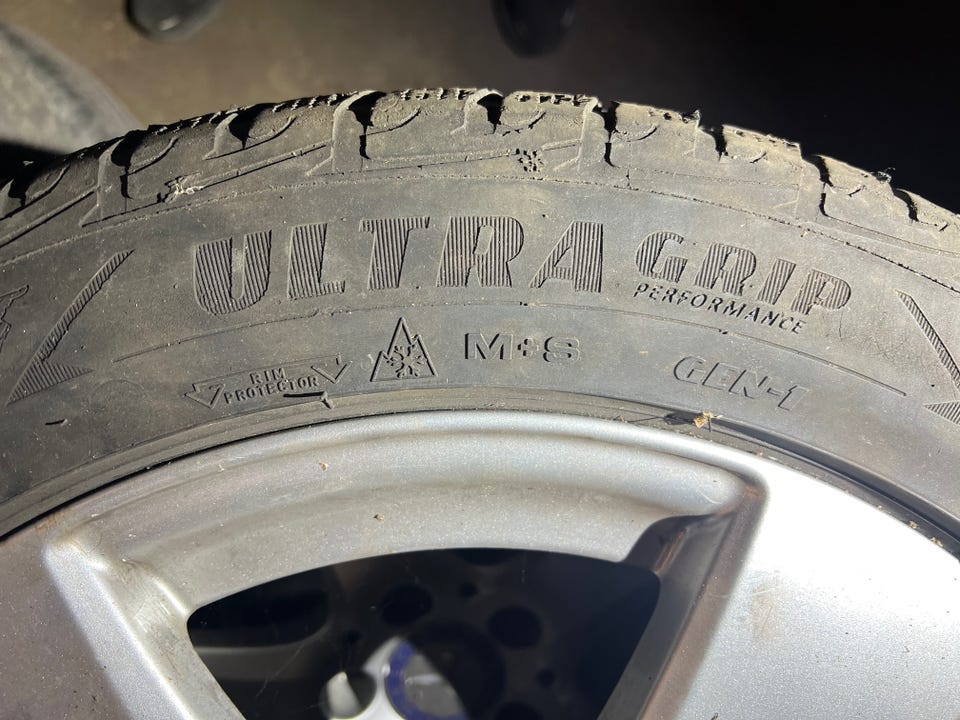 ULTRA GRIP
PERFORMANCE
RIM
PROTECTOR
M+S
GEN-1